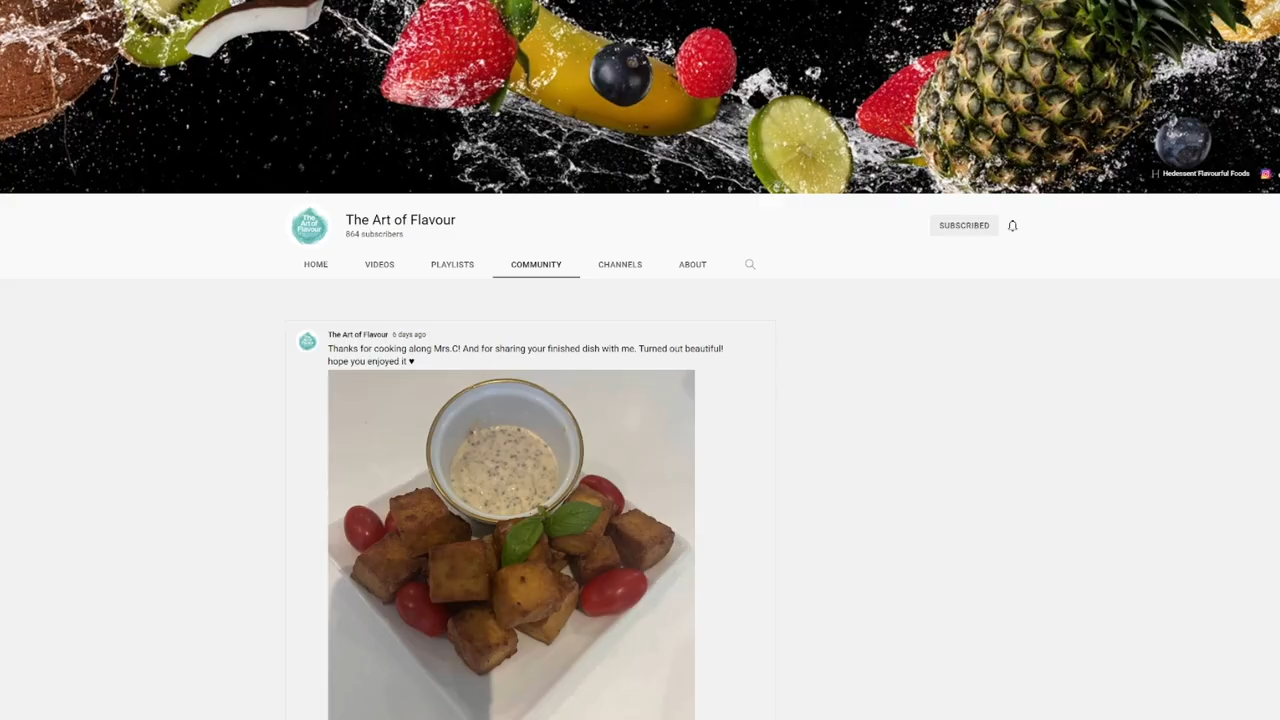 Hedessent Flavourful Foods
The Art of Flavour
The Art of Flavour
864 subscribers
SUBSCRIBED
HOME
VIDEOS
PLAYLISTS
COMMUNITY
CHANNELS
ABOUT
The Art of Flavour 6 days ago
Thanks for cooking along Mrs.C! And for sharing your finished dish with me. Turned out beautiful!
hope you enjoyed it ♥